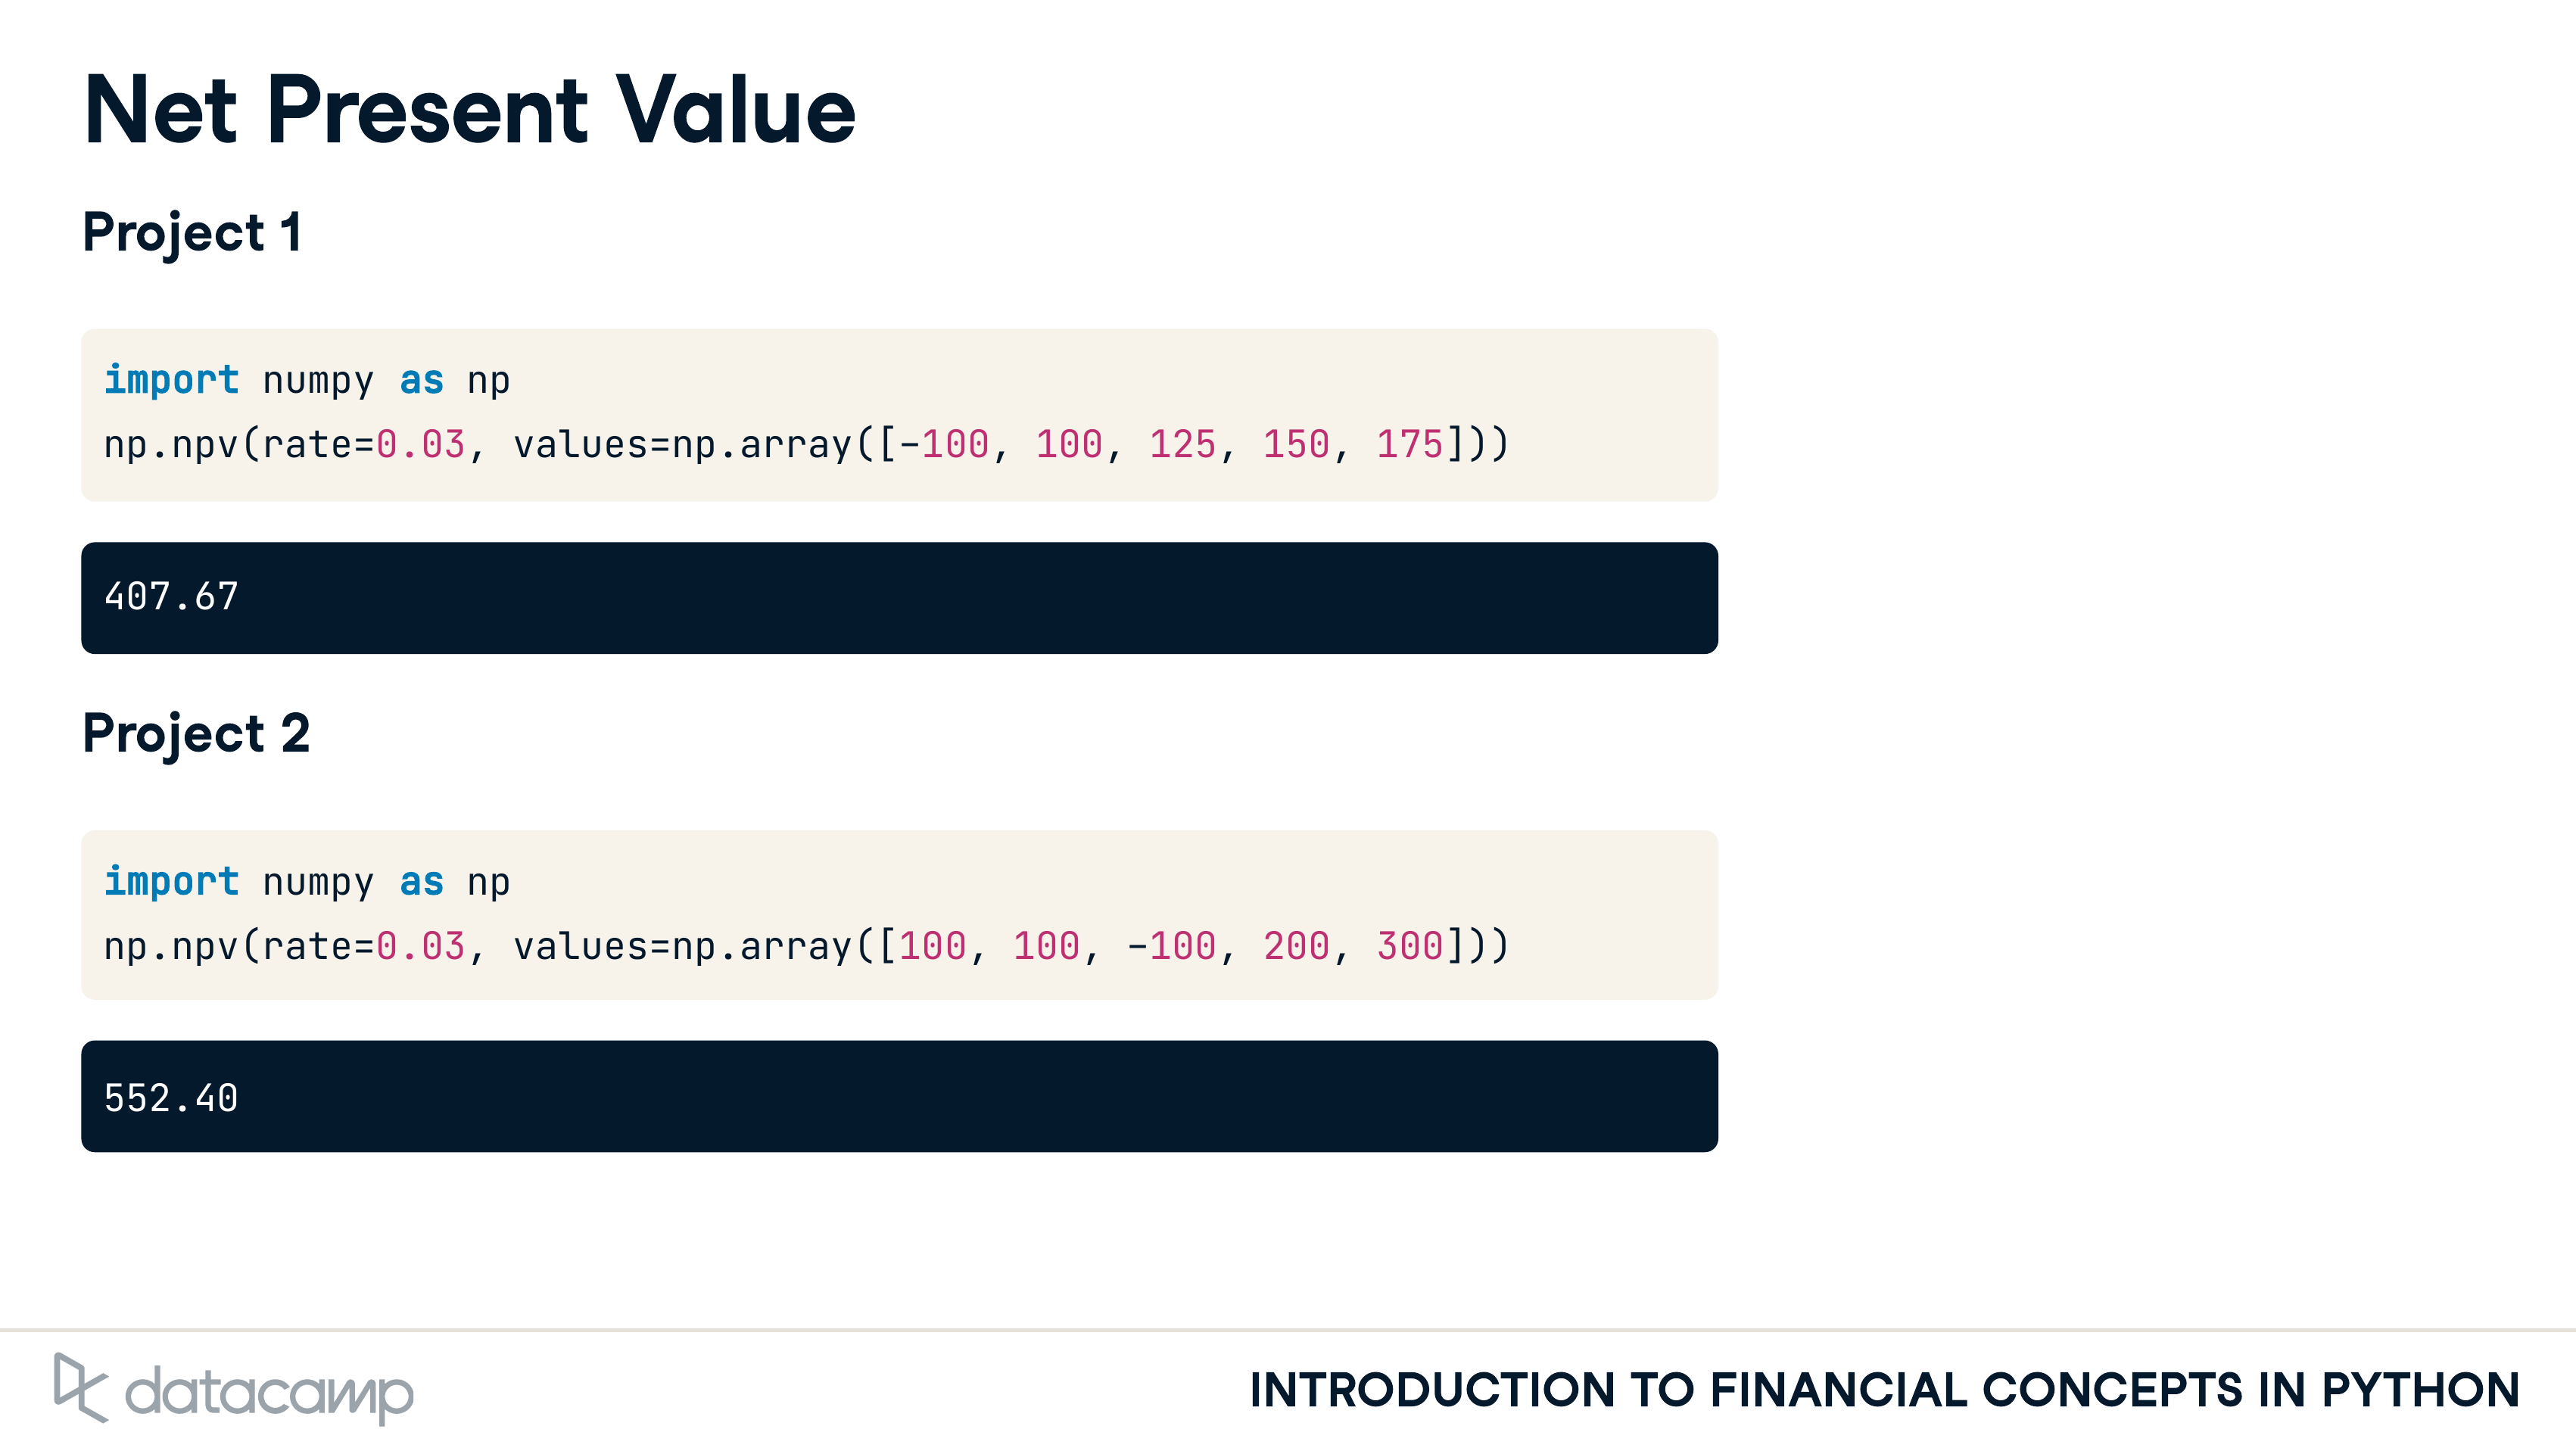 Net Present Value
Project 1
import numpy as np
np.npv(rate=0.03, values=np.array([-100, 100, 125, 150, 175]))
407.67
Project 2
import numpy as np
np.npv(rate=0.03, values=np.array([100, 100, -100, 200, 300]))
552.40
datacamp
INTRODUCTION TO FINANCIAL CONCEPTS IN PYTHON